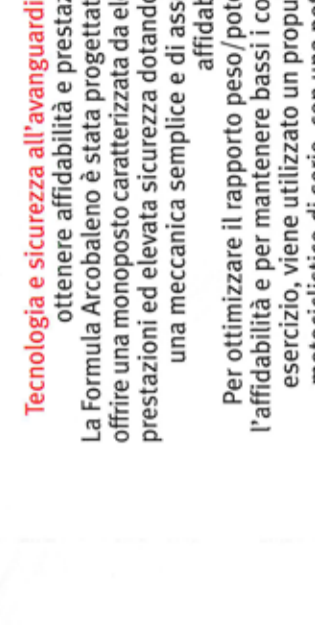 Tecnologia e sicurezza all'avanguardi
ottenere affidabilità e prestaz
La Formula Arcobaleno è stata progettat
offrire una monoposto caratterizzata da el
prestazioni ed elevata sicurezza dotando
una meccanica semplice e di ass
affidab
Per ottimizzare il rapporto peso/pote
l'affidabilità e per mantenere bassi i co
esercizio, viene utilizzato un propu